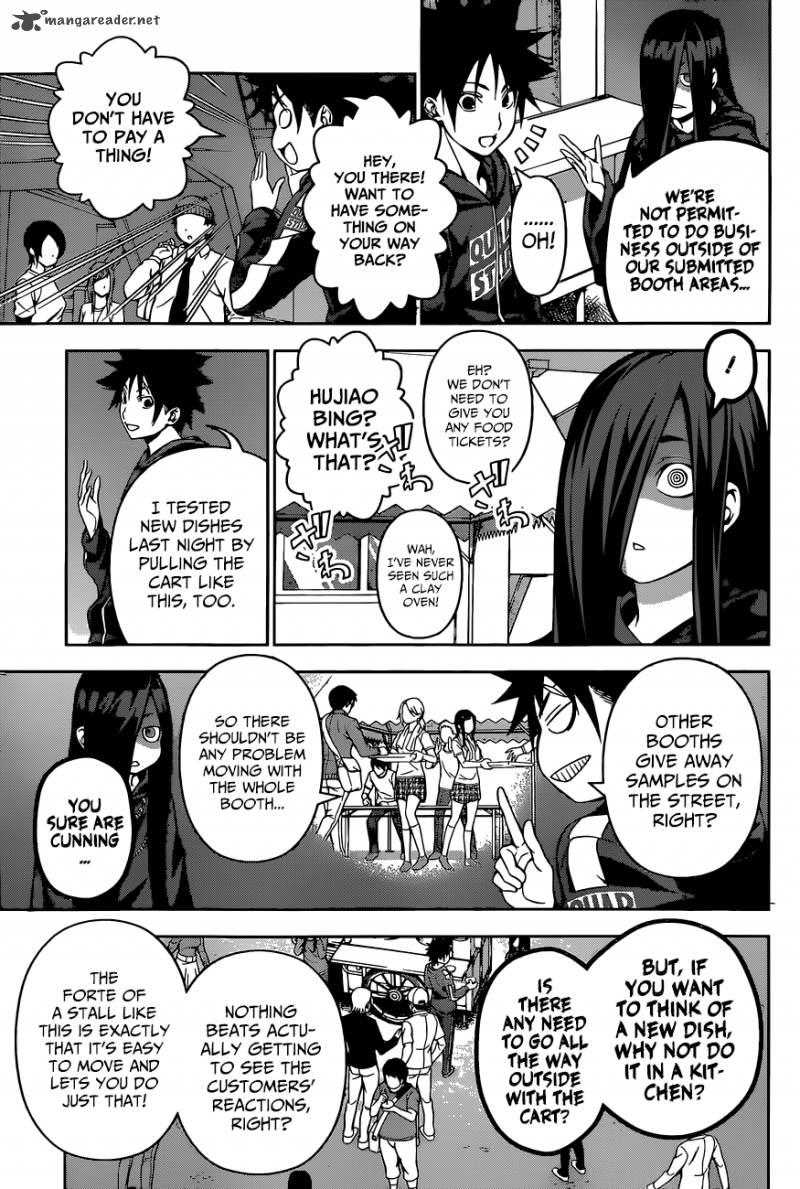 mangareader.net
WE'RE
NOT PERMIT-
TED TO DO BUSI-
NESS OUTSIDE OF
OUR SUBMITTED
BOOTH AREAS...
......
OH!
HEY,
YOU THERE!
WANT TO
HAVE SOME-
THING ON
YOUR WAY
BACK?
YOU
DON'T HAVE
TO PAY A
THING!
!
EH?
WE DON'T
NEED TO
GIVE YOU
ANY FOOD
TICKETS?
HUJIAO
BING?
WHAT'S
THAT?
WAH,
I'VE NEVER
SEEN SUCH
A CLAY
OVEN!
ざわ
ざわ
I TESTED
NEW DISHES
LAST NIGHT BY
PULLING THE
CART LIKE
THIS, TOO.
OTHER
BOOTHS
GIVE AWAY
SAMPLES ON
THE STREET,
RIGHT?
SO THERE
SHOULDN'T BE
ANY PROBLEM
MOVING WITH
THE WHOLE
BOOTH...
YOU
SURE ARE
CUNNING
...
BUT, IF
YOU WANT
TO THINK OF
A NEW DISH,
WHY NOT DO
IT IN A KIT-
CHEN?
IS
THERE
ANY NEED
TO GO ALL
THE WAY
OUTSIDE
WITH THE
CART?
NOTHING
BEATS ACTU-
ALLY GETTING
TO SEE THE
CUSTOMERS'
REACTIONS,
RIGHT?
THE
FORTE OF
A STALL LIKE
THIS IS EXACTLY
THAT IT'S EASY
TO MOVE AND
LETS YOU DO
JUST THAT!